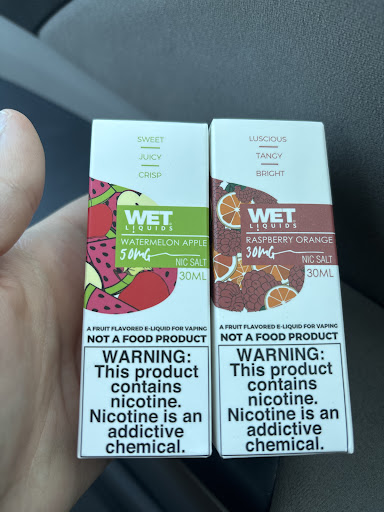 SWEET
JUICY
CRISP
WET
LIQUIDS
WATERMELON APPLE
50mG
NIC SALT
30ML
A FRUIT FLAVORED E-LIQUID FOR VAPING
NOT A FOOD PRODUCT
WARNING:
This product
contains
nicotine.
Nicotine is an
addictive
chemical.
LUSCIOUS
TANGY
BRIGHT
WET
LIQUIDS
RASPBERRY ORANGE
30mG
NIC SALT
30ML
A FRUIT FLAVORED E-LIQUID FOR VAPING
NOT A FOOD PRODUCT
WARNING:
This product
contains
nicotine.
Nicotine is an
addictive
chemical.